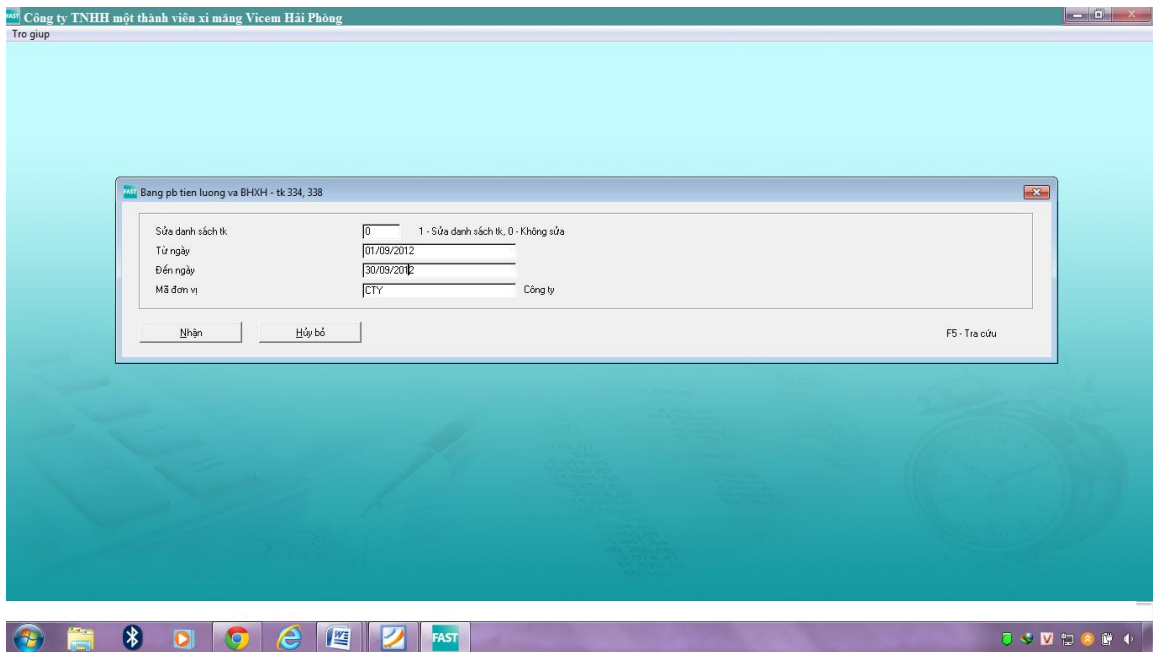 FAST Công ty TNHH một thành viên xi măng Vicem Hải Phòng
Tro giup
FAST Bang pb tien luong va BHXH - tk 334, 338
Sửa danh sách tk 0 1 - Sửa danh sách tk, 0 - Không sửa
Từ ngày 01/09/2012
Đến ngày 30/09/2012
Mã đơn vị CTY Công ty
Nhận Hủy bỏ F5 - Tra cứu
W FAST V